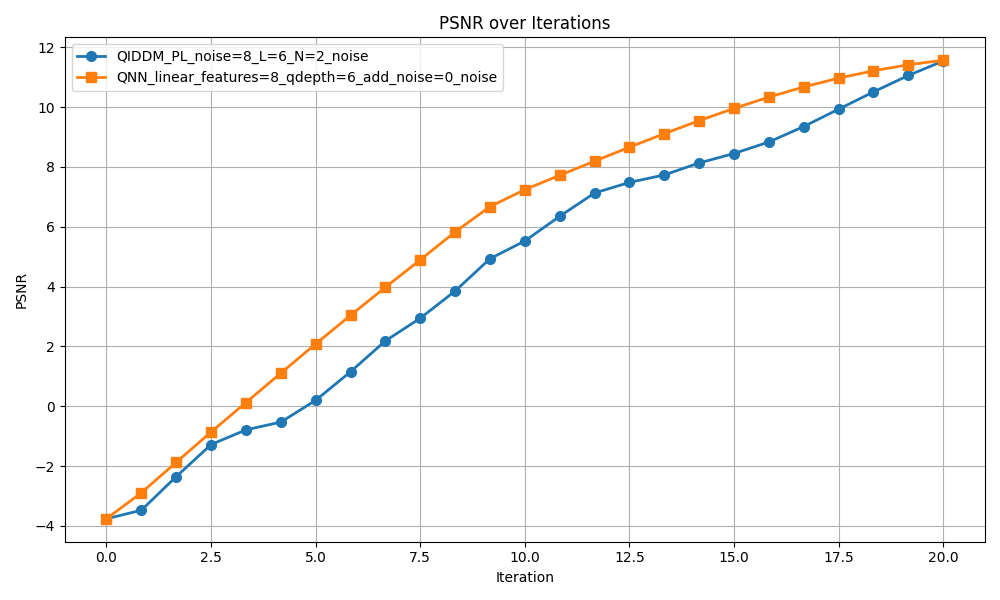 PSNR over Iterations
QIDDM_PL_noise=8_L=6_N=2_noise
QNN_linear_features=8_qdepth=6_add_noise=0_noise
PSNR
12
10
8
6
4
2
0
−2
−4
0.0 2.5 5.0 7.5 10.0 12.5 15.0 17.5 20.0
Iteration